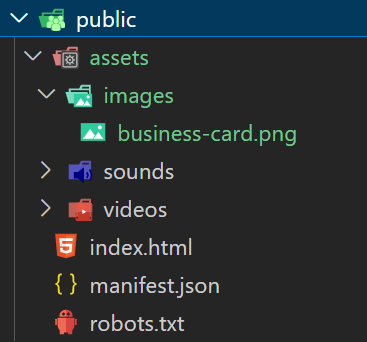 public
assets
images
business-card.png
sounds
videos
index.html
manifest.json
robots.txt